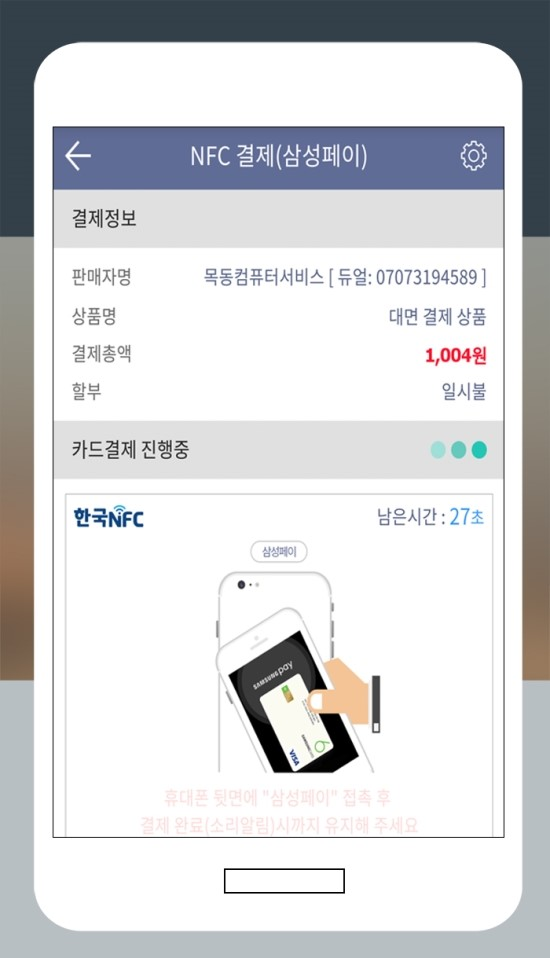 NFC 결제(삼성페이)
결제정보
판매자명 목동컴퓨터서비스 [ 듀얼: 07073194589 ]
상품명 대면 결제 상품
결제총액 1,004원
할부 일시불
카드결제 진행중
한국NFC 남은시간 : 27초
삼성페이
SAMSUNG pay
VISA
휴대폰 뒷면에 "삼성페이" 접촉 후
결제 완료(소리알림)시까지 유지해 주세요